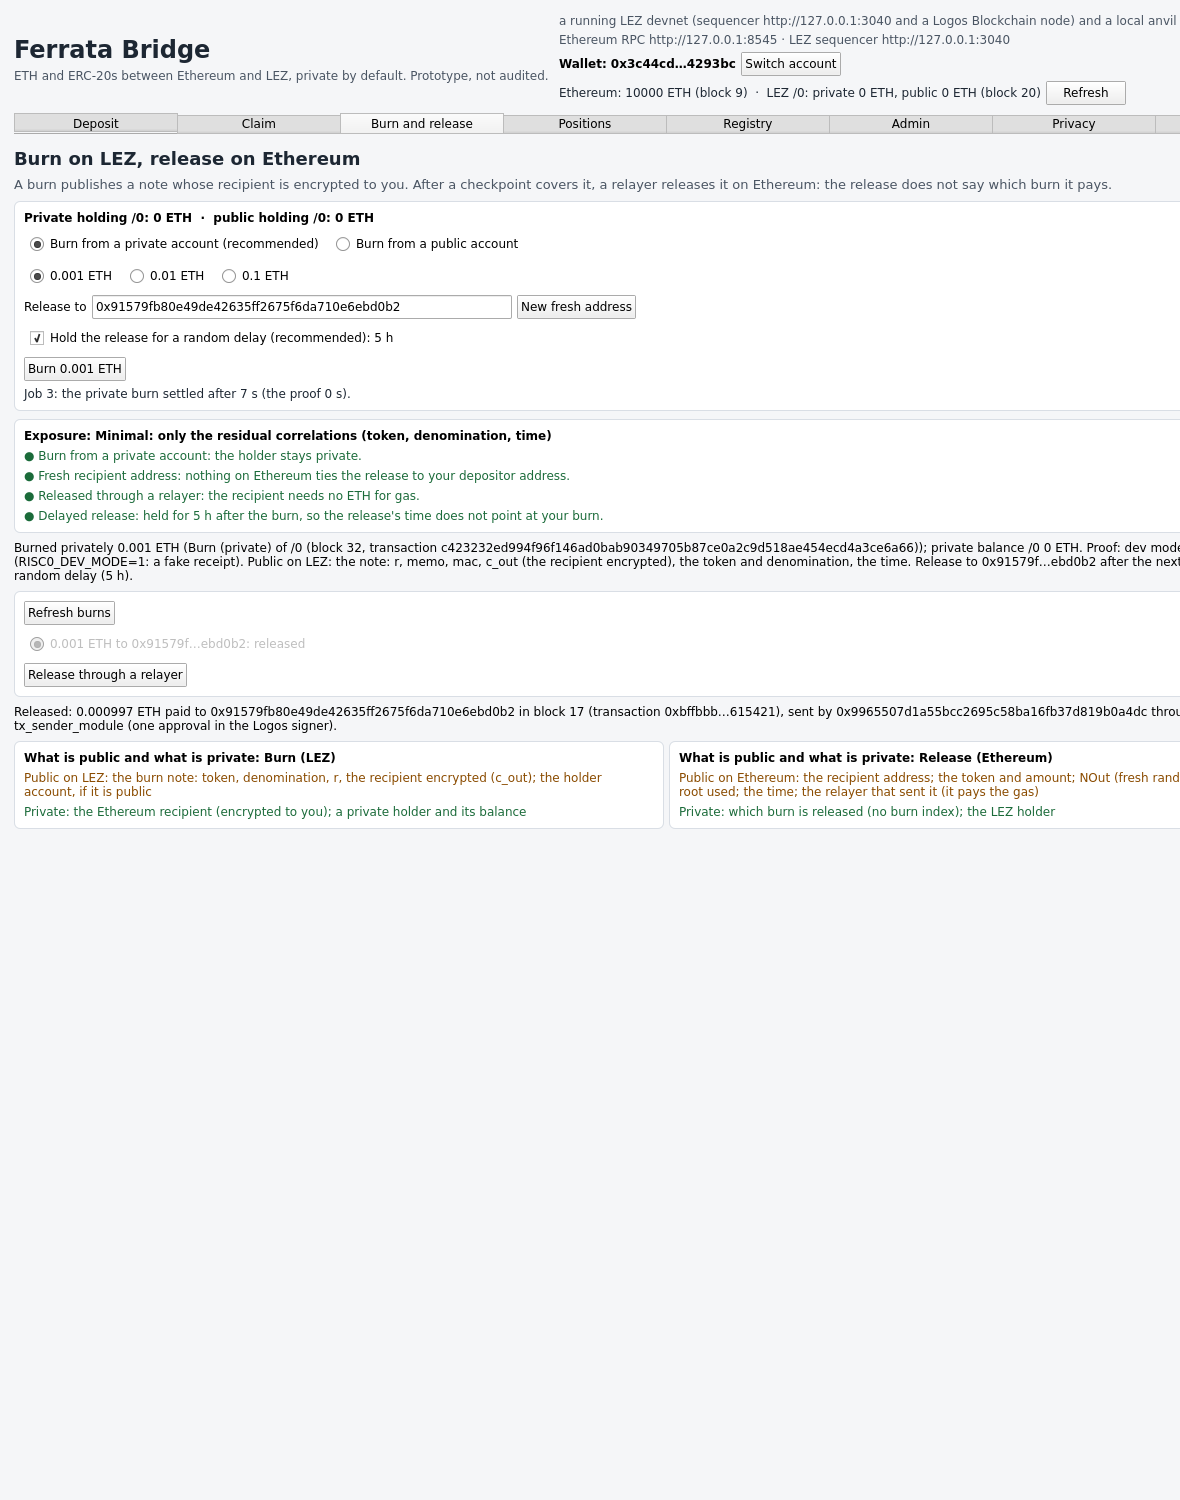 a running LEZ devnet (sequencer http://127.0.0.1:3040 and a Logos Blockchain node) and a local anvil
Ferrata Bridge
Ethereum RPC http://127.0.0.1:8545 · LEZ sequencer http://127.0.0.1:3040
ETH and ERC-20s between Ethereum and LEZ, private by default. Prototype, not audited.
Wallet: 0x3c44cd...4293bc Switch account
Ethereum: 10000 ETH (block 9) · LEZ /0: private 0 ETH, public 0 ETH (block 20) Refresh
Deposit Claim Burn and release Positions Registry Admin Privacy
Burn on LEZ, release on Ethereum
A burn publishes a note whose recipient is encrypted to you. After a checkpoint covers it, a relayer releases it on Ethereum: the release does not say which burn it pays.
Private holding /0: 0 ETH · public holding /0: 0 ETH
Burn from a private account (recommended) Burn from a public account
0.001 ETH 0.01 ETH 0.1 ETH
Release to 0x91579fb80e49de42635ff2675f6da710e6ebd0b2 New fresh address
Hold the release for a random delay (recommended): 5 h
Burn 0.001 ETH
Job 3: the private burn settled after 7 s (the proof 0 s).
Exposure: Minimal: only the residual correlations (token, denomination, time)
● Burn from a private account: the holder stays private.
● Fresh recipient address: nothing on Ethereum ties the release to your depositor address.
● Released through a relayer: the recipient needs no ETH for gas.
● Delayed release: held for 5 h after the burn, so the release's time does not point at your burn.
Burned privately 0.001 ETH (Burn (private) of /0 (block 32, transaction c423232ed994f96f146ad0bab90349705b87ce0a2c9d518ae454ecd4a3ce6a66)); private balance /0 0 ETH. Proof: dev mode
(RISC0_DEV_MODE=1: a fake receipt). Public on LEZ: the note: r, memo, mac, c_out (the recipient encrypted), the token and denomination, the time. Release to 0x91579f...ebd0b2 after the next
random delay (5 h).
Refresh burns
0.001 ETH to 0x91579f...ebd0b2: released
Release through a relayer
Released: 0.000997 ETH paid to 0x91579fb80e49de42635ff2675f6da710e6ebd0b2 in block 17 (transaction 0xbffbbb...615421), sent by 0x9965507d1a55bcc2695c58ba16fb37d819b0a4dc
tx_sender_module (one approval in the Logos signer).
What is public and what is private: Burn (LEZ)
Public on LEZ: the burn note: token, denomination, r, the recipient encrypted (c_out); the holder
account, if it is public
Private: the Ethereum recipient (encrypted to you); a private holder and its balance
What is public and what is private: Release (Ethereum)
Public on Ethereum: the recipient address; the token and amount; NOut (fresh
root used; the time; the relayer that sent it (it pays the gas)
Private: which burn is released (no burn index); the LEZ holder